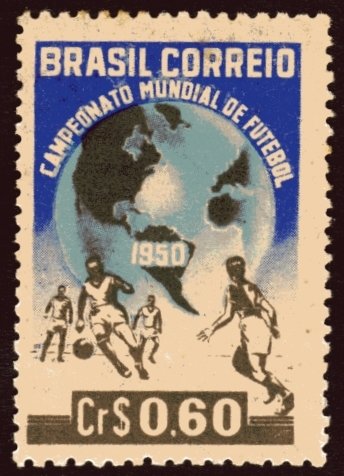 BRASIL CORREIO
CAMPEONATO MUNDIAL DE FUTEBOL
1950
Cr$ 0,60